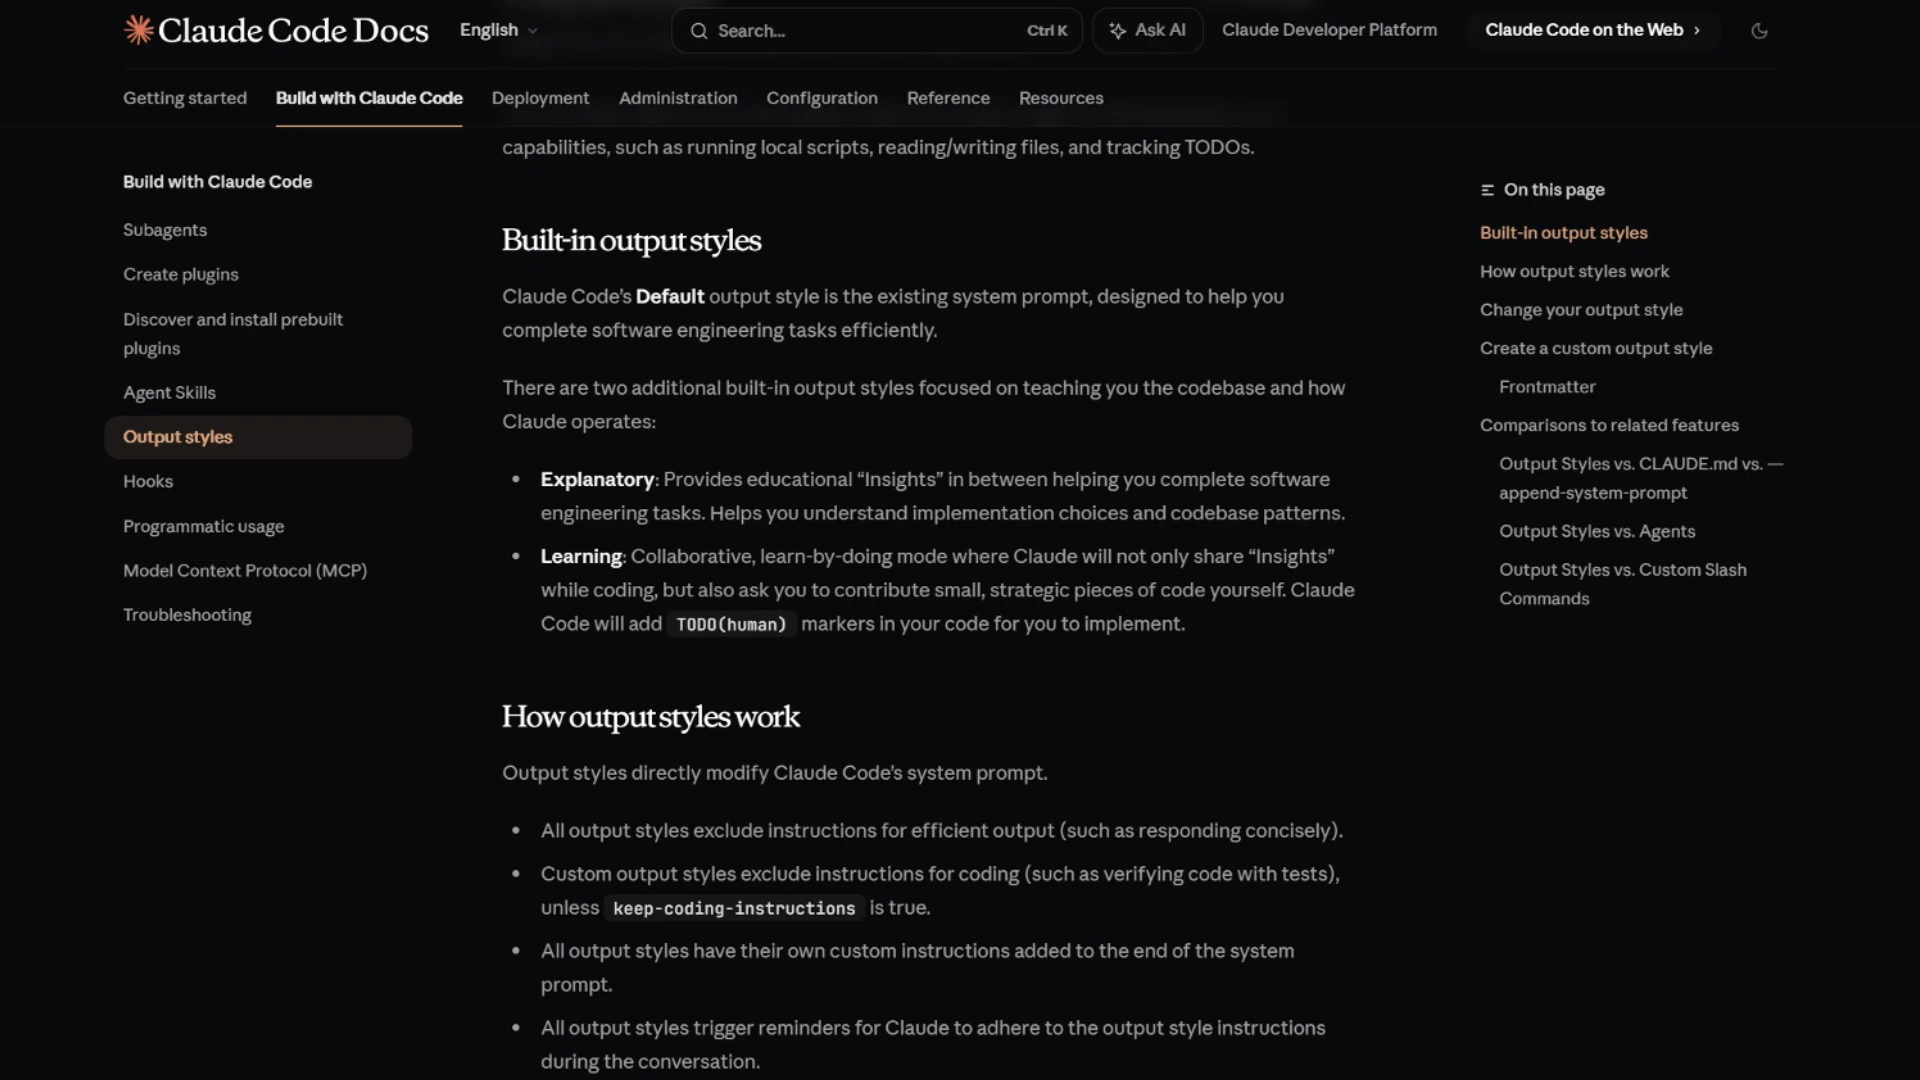 Claude Code Docs
English
Search...
Ctrl K
Ask AI
Claude Developer Platform
Claude Code on the Web ›
Getting started
Build with Claude Code
Deployment
Administration
Configuration
Reference
Resources
Build with Claude Code
Subagents
Create plugins
Discover and install prebuilt
plugins
Agent Skills
Output styles
Hooks
Programmatic usage
Model Context Protocol (MCP)
Troubleshooting
capabilities, such as running local scripts, reading/writing files, and tracking TODOs.
Built-in output styles
Claude Code’s Default output style is the existing system prompt, designed to help you
complete software engineering tasks efficiently.
There are two additional built-in output styles focused on teaching you the codebase and how
Claude operates:
• Explanatory: Provides educational “Insights” in between helping you complete software
engineering tasks. Helps you understand implementation choices and codebase patterns.
• Learning: Collaborative, learn-by-doing mode where Claude will not only share “Insights”
while coding, but also ask you to contribute small, strategic pieces of code yourself. Claude
Code will add TODO(human) markers in your code for you to implement.
How output styles work
Output styles directly modify Claude Code’s system prompt.
• All output styles exclude instructions for efficient output (such as responding concisely).
• Custom output styles exclude instructions for coding (such as verifying code with tests),
unless keep-coding-instructions is true.
• All output styles have their own custom instructions added to the end of the system
prompt.
• All output styles trigger reminders for Claude to adhere to the output style instructions
during the conversation.
On this page
Built-in output styles
How output styles work
Change your output style
Create a custom output style
Frontmatter
Comparisons to related features
Output Styles vs. CLAUDE.md vs. —
append-system-prompt
Output Styles vs. Agents
Output Styles vs. Custom Slash
Commands